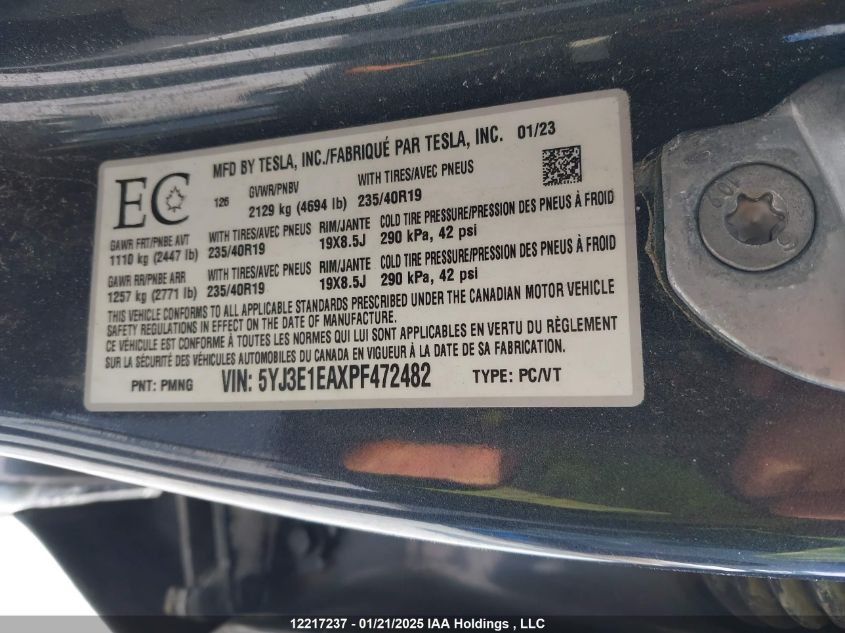 MFD BY TESLA, INC./FABRIQUÉ PAR TESLA, INC. 01/23
EC
126
GVWR/PNBV
2129 kg (4694 lb)
WITH TIRES/AVEC PNEUS
235/40R19
GAWR FRT/PNBE AVT
1110 kg (2447 lb)
WITH TIRES/AVEC PNEUS
235/40R19
RIM/JANTE
19X8.5J
COLD TIRE PRESSURE/PRESSION DES PNEUS À FROID
290 kPa, 42 psi
GAWR RR/PNBE ARR
1257 kg (2771 lb)
WITH TIRES/AVEC PNEUS
235/40R19
RIM/JANTE
19X8.5J
COLD TIRE PRESSURE/PRESSION DES PNEUS À FROID
290 kPa, 42 psi
THIS VEHICLE CONFORMS TO ALL APPLICABLE STANDARDS PRESCRIBED UNDER THE CANADIAN MOTOR VEHICLE
SAFETY REGULATIONS IN EFFECT ON THE DATE OF MANUFACTURE.
CE VÉHICULE EST CONFORME À TOUTES LES NORMES QUI LUI SONT APPLICABLES EN VERTU DU RÈGLEMENT
SUR LA SÉCURITÉ DES VÉHICULES AUTOMOBILES DU CANADA EN VIGUEUR À LA DATE DE SA FABRICATION.
PNT: PMNG VIN: 5YJ3E1EAXPF472482 TYPE: PC/VT
12217237 - 01/21/2025 IAA Holdings , LLC